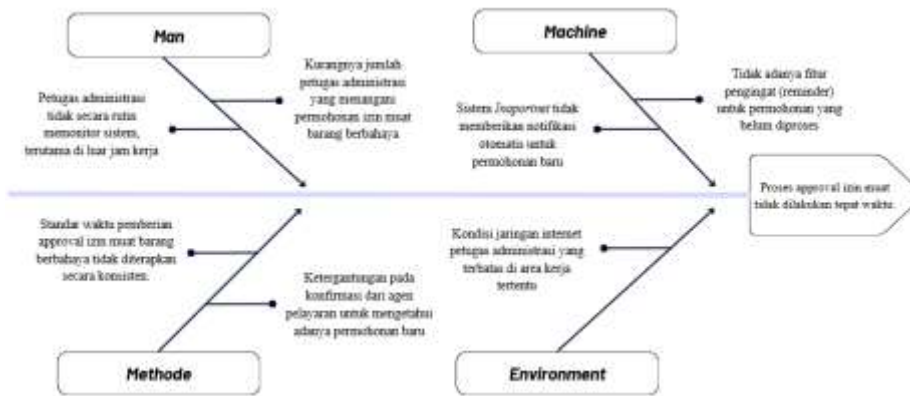 Man
Machine
Kurangnya jumlah
petugas administrasi
yang menangani
permohonan izin muat
barang berbahaya
Petugas administrasi
tidak secara rutin
memonitor sistem,
terutama di luar jam kerja
Tidak adanya fitur
pengingat (reminder)
untuk permohonan yang
belum diproses
Sistem Inaportnet tidak
memberikan notifikasi
otomatis untuk
permohonan baru
Proses approval izin muat
tidak dilakukan tepat waktu.
Standar waktu pemberian
approval izin muat barang
berbahaya tidak diterapkan
secara konsisten.
Ketergantungan pada
konfirmasi dari agen
pelayaran untuk mengetahui
adanya permohonan baru
Kondisi jaringan internet
petugas administrasi yang
terbatas di area kerja
tertentu
Methode
Environment